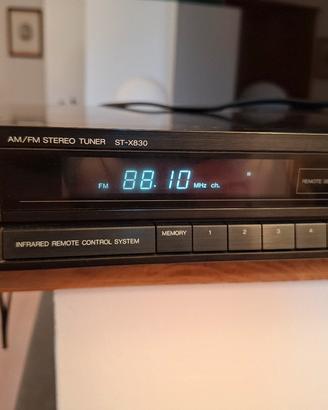 AM/FM STEREO TUNER ST-X830
FM 88.10 MHz ch.
REMOTE
INFRARED REMOTE CONTROL SYSTEM MEMORY 1 2 3 4